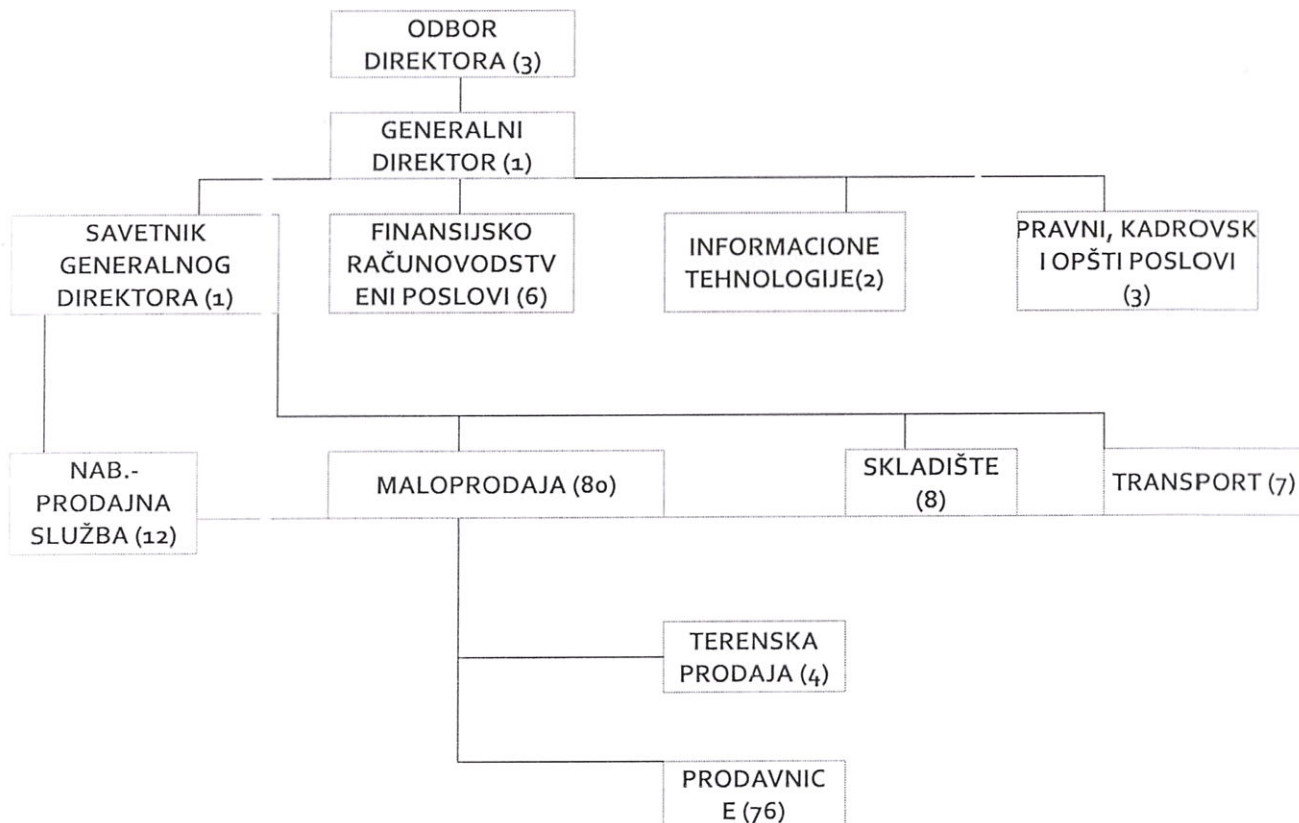 ODBOR
DIREKTORA (3)
GENERALNI
DIREKTOR (1)
SAVETNIK
GENERALNOG
DIREKTORA (1)
FINANSIJSKO
RAČUNOVODSTV
ENI POSLOVI (6)
INFORMACIONE
TEHNOLOGIJE(2)
PRAVNI, KADROVSK
I OPŠTI POSLOVI
(3)
NAB.-
PRODAJNA
SLUŽBA (12)
MALOPRODAJA (80)
SKLADIŠTE
(8)
TRANSPORT (7)
TERENSKA
PRODAJA (4)
PRODAVNIC
E (76)